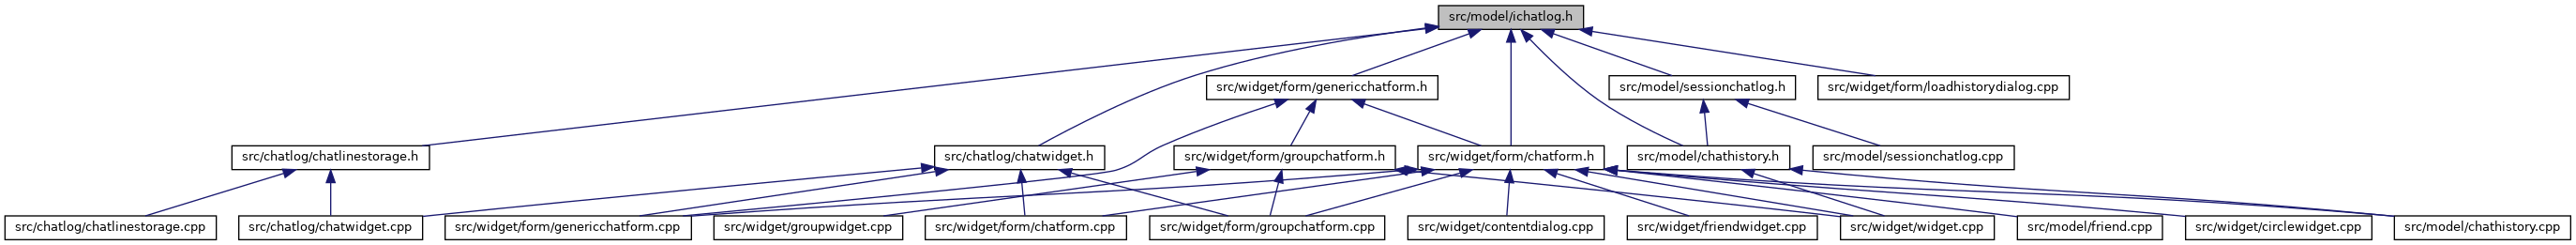 src/model/ichatlog.h
src/widget/form/genericchatform.h
src/model/sessionchatlog.h
src/widget/form/loadhistorydialog.cpp
src/chatlog/chatlinestorage.h
src/chatlog/chatwidget.h
src/widget/form/groupchatform.h
src/widget/form/chatform.h
src/model/chathistory.h
src/model/sessionchatlog.cpp
src/chatlog/chatlinestorage.cpp
src/chatlog/chatwidget.cpp
src/widget/form/genericchatform.cpp
src/widget/groupwidget.cpp
src/widget/form/chatform.cpp
src/widget/form/groupchatform.cpp
src/widget/contentdialog.cpp
src/widget/friendwidget.cpp
src/widget/widget.cpp
src/model/friend.cpp
src/widget/circlewidget.cpp
src/model/chathistory.cpp